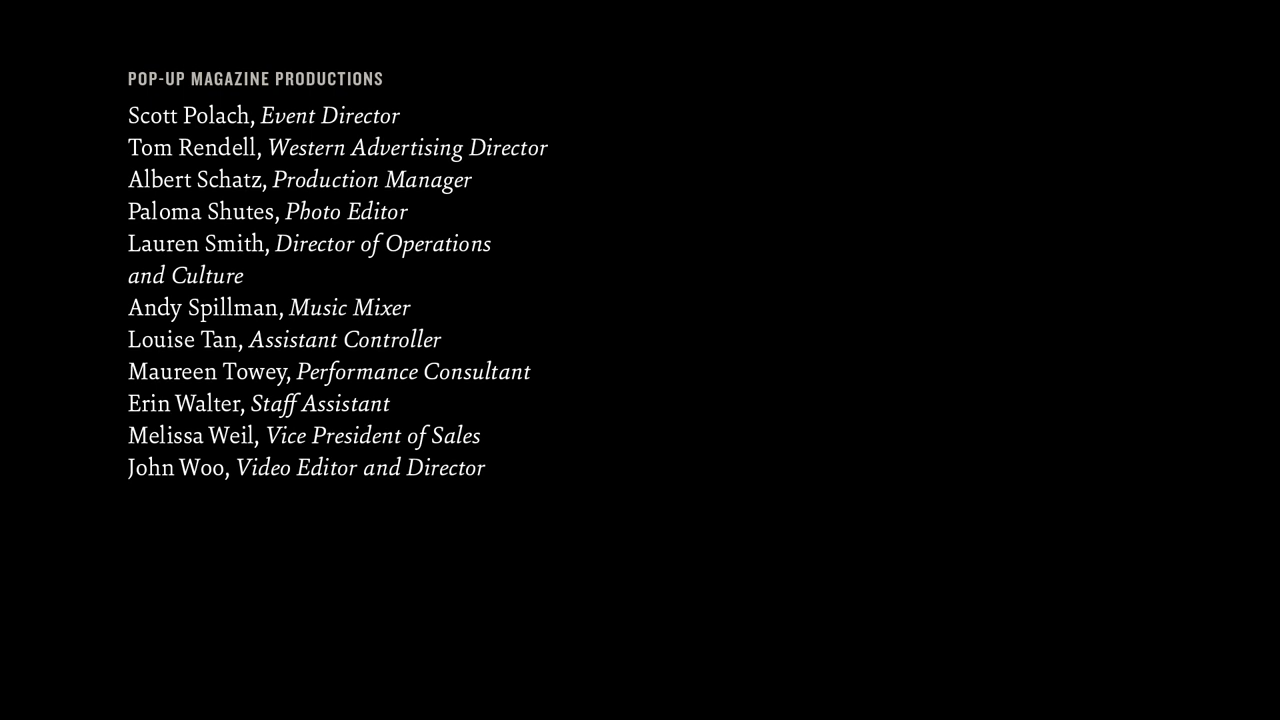 POP-UP MAGAZINE PRODUCTIONS
Scott Polach, Event Director
Tom Rendell, Western Advertising Director
Albert Schatz, Production Manager
Paloma Shutes, Photo Editor
Lauren Smith, Director of Operations
and Culture
Andy Spillman, Music Mixer
Louise Tan, Assistant Controller
Maureen Towey, Performance Consultant
Erin Walter, Staff Assistant
Melissa Weil, Vice President of Sales
John Woo, Video Editor and Director